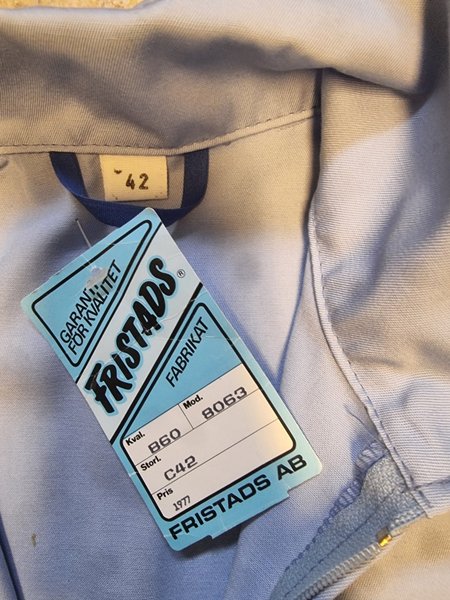 42
GARANTI
FÖR KVALITET
FRISTADS®
FABRIKAT
Kval. Mod.
860 8063
Storl.
C42
Pris
1977
FRISTADS AB